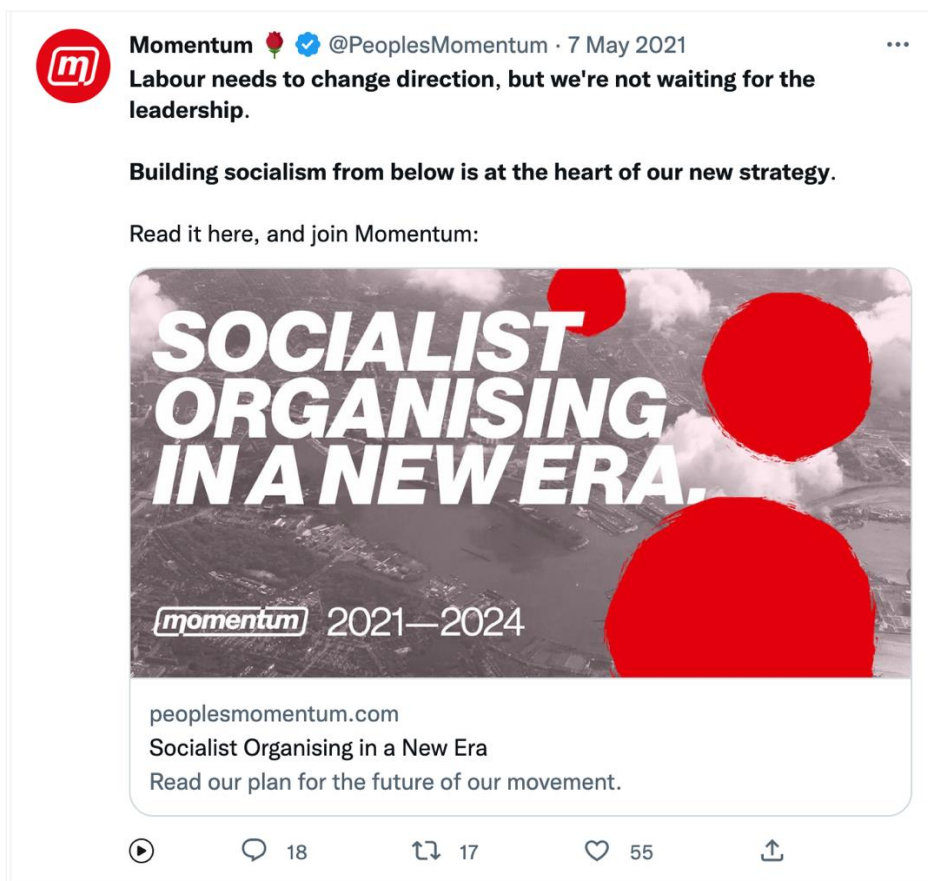 Momentum 🌹 @PeoplesMomentum · 7 May 2021
Labour needs to change direction, but we're not waiting for the
leadership.
Building socialism from below is at the heart of our new strategy.
Read it here, and join Momentum:
SOCIALIST
ORGANISING
IN A NEW ERA.
momentum 2021—2024
peoplesmomentum.com
Socialist Organising in a New Era
Read our plan for the future of our movement.
18 17 55